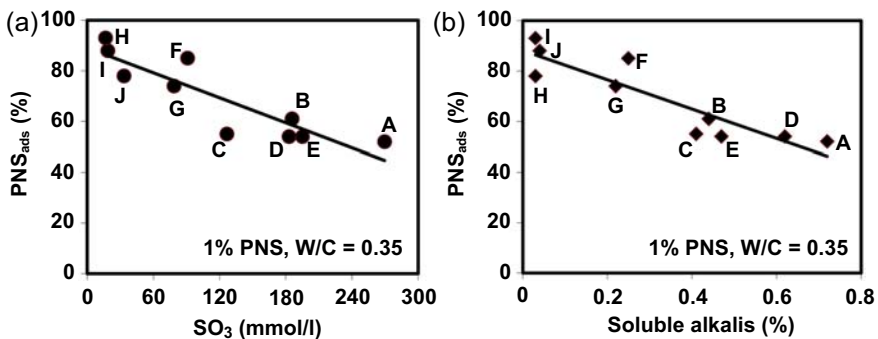 (a)
100
80
60
40
20
0
PNSads (%)
H
I
J
F
G
C
B
D
E
A
1% PNS, W/C = 0.35
0
60
120
180
240
300
SO3 (mmol/l)
(b)
100
80
60
40
20
0
PNSads (%)
I
J
H
F
G
B
C
E
D
A
1% PNS, W/C = 0.35
0
0.2
0.4
0.6
0.8
Soluble alkalis (%)